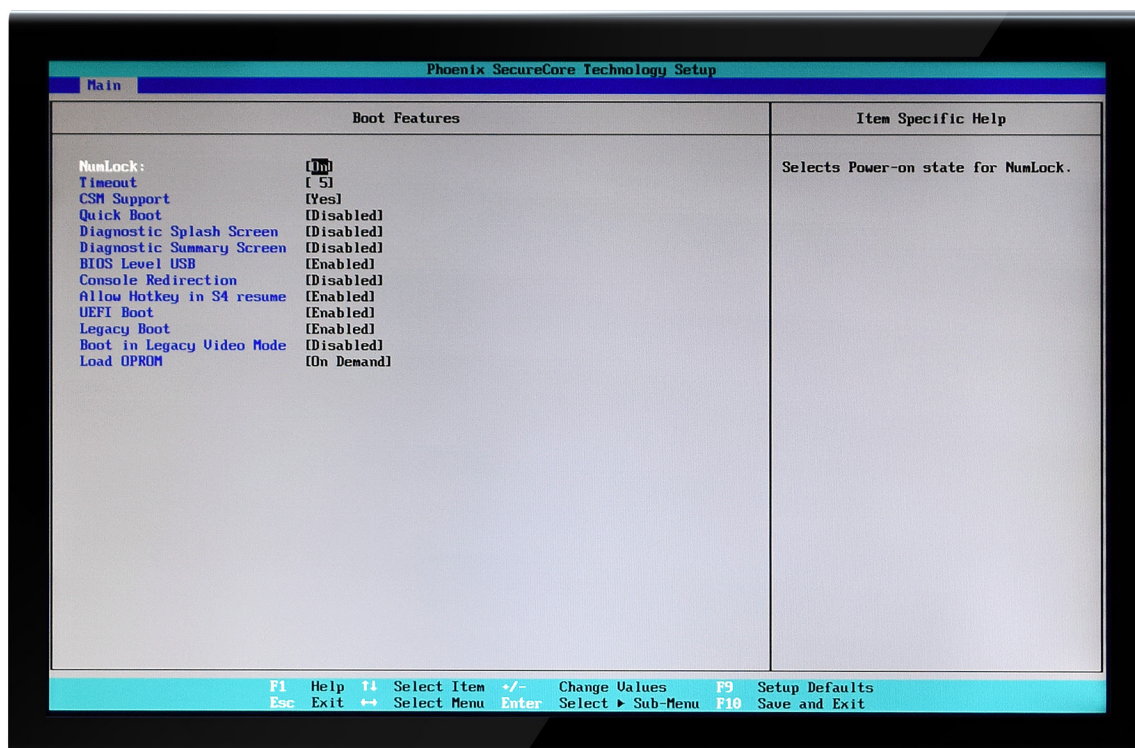 Phoenix SecureCore Technology Setup
Main
Boot Features
Item Specific Help
NumLock: [On]
Selects Power-on state for NumLock.
Timeout [ 5]
CSM Support [Yes]
Quick Boot [Disabled]
Diagnostic Splash Screen [Disabled]
Diagnostic Summary Screen [Disabled]
BIOS Level USB [Enabled]
Console Redirection [Disabled]
Allow Hotkey in S4 resume [Enabled]
UEFI Boot [Enabled]
Legacy Boot [Enabled]
Boot in Legacy Video Mode [Disabled]
Load OPROM [On Demand]
F1 Help ↑↓ Select Item +/- Change Values F9 Setup Defaults
Esc Exit ↔ Select Menu Enter Select ▶ Sub-Menu F10 Save and Exit